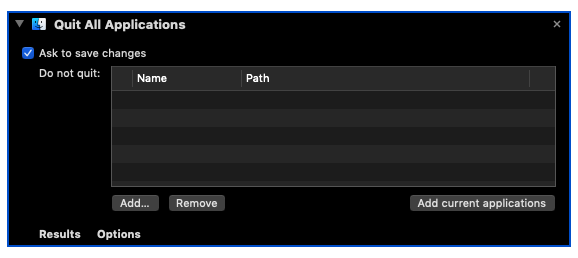 Quit All Applications
Ask to save changes
Do not quit:
Name Path
Add... Remove Add current applications
Results Options